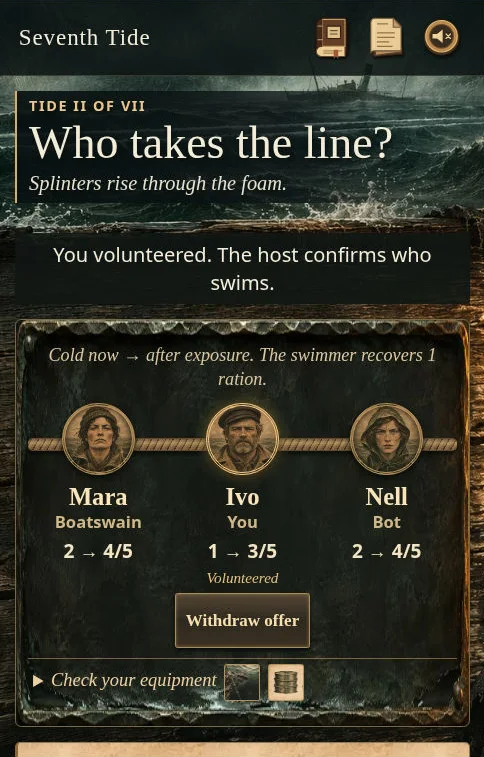 Seventh Tide
TIDE II OF VII
Who takes the line?
Splinters rise through the foam.
You volunteered. The host confirms who
swims.
Cold now → after exposure. The swimmer recovers 1
ration.
Mara
Boatswain
2 → 4/5
Ivo
You
1 → 3/5
Volunteered
Withdraw offer
Nell
Bot
2 → 4/5
▶ Check your equipment